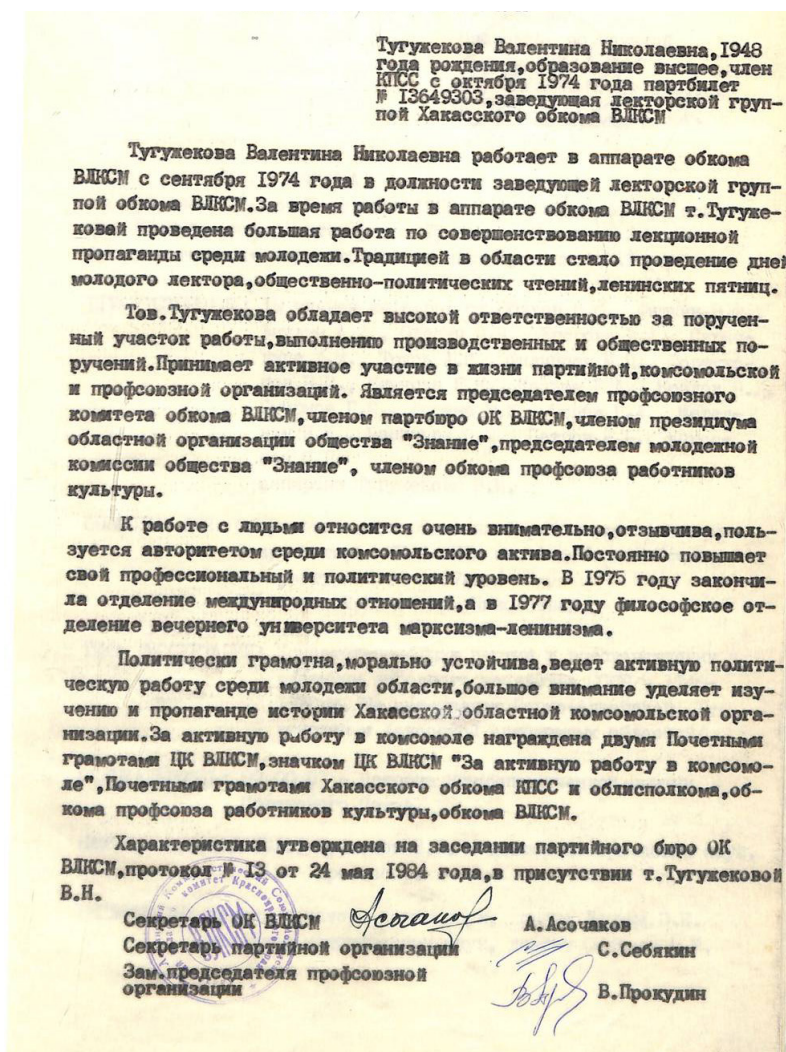 Тугужекова Валентина Николаевна,1948
года рождения,образование высшее,член
КПСС с октября 1974 года партбилет
№ 13649303,заведующая лекторской груп-
пой Хакасского обкома ВЛКСМ
Тугужекова Валентина Николаевна работает в аппарате обкома
ВЛКСМ с сентября 1974 года в должности заведующей лекторской груп-
пой обкома ВЛКСМ.За время работы в аппарате обкома ВЛКСМ т.Тугуже-
ковай проведена большая работа по совершенствованию лекционной
пропаганды среди молодежи.Традицией в области стало проведение дней
молодого лектора,общественно-политических чтений,ленинских пятниц.
Тов.Тугужекова обладает высокой ответственностью за поручен-
ный участок работы,выполнению производственных и общественных по-
ручений.Принимает активное участие в жизни партийной,комсомольской
и профсоюзной организаций. Является председателем профсоюзного
комитета обкома ВЛКСМ,членом партбюро ОК ВЛКСМ,членом президиума
областной организации общества "Знание",председателем молодежной
комиссии общества "Знание", членом обкома профсоюза работников
культуры.
К работе с людьми относится очень внимательно,отзывчива,поль-
зуется авторитетом среди комсомольского актива.Постоянно повышает
свой профессиональный и политический уровень. В 1975 году закончи-
ла отделение международных отношений,а в 1977 году философское от-
деление вечернего университета марксизма-ленинизма.
Политически грамотна,морально устойчива,ведет активную полити-
ческую работу среди молодежи области,большое внимание уделяет изу-
чению и пропаганде истории Хакасской областной комсомольской орга-
низации.За активную работу в комсомоле награждена двумя Почетными
грамотами ЦК ВЛКСМ,значком ЦК ВЛКСМ "За активную работу в комсомо-
ле",Почетными грамотами Хакасского обкома КПСС и облисполкома,об-
кома профсоюза работников культуры,обкома ВЛКСМ.
Характеристика утверждена на заседании партийного бюро ОК
ВЛКСМ,протокол № 13 от 24 мая 1984 года,в присутствии т.Тугужековой
В.Н.
Секретарь ОК ВЛКСМ А.Асочаков
Секретарь партийной организации С.Себякин
Зам.председателя профсоюзной
организации В.Прокудин